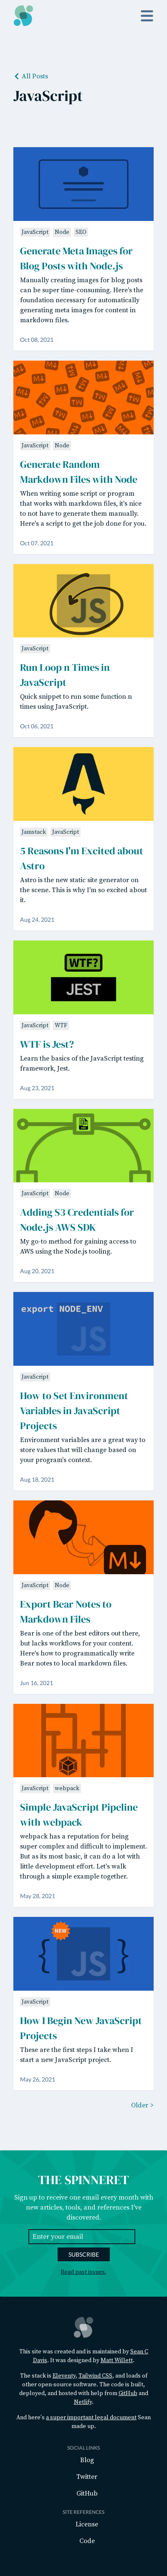 All Posts
JavaScript
JavaScript Node SEO
Generate Meta Images for
Blog Posts with Node.js
Manually creating images for blog posts
can be super time-consuming. Here's the
foundation necessary for automatically
generating meta images for content in
markdown files.
Oct 08, 2021
JavaScript Node
Generate Random
Markdown Files with Node
When writing some script or program
that works with markdown files, it's nice
to not have to generate them manually.
Here's a script to get the job done for you.
Oct 07, 2021
JS
JavaScript
Run Loop n Times in
JavaScript
Quick snippet to run some function n
times using JavaScript.
Oct 06, 2021
Jamstack JavaScript
5 Reasons I'm Excited about
Astro
Astro is the new static site generator on
the scene. This is why I'm so excited about
it.
Aug 24, 2021
WTF?
JEST
JavaScript WTF
WTF is Jest?
Learn the basics of the JavaScript testing
framework, Jest.
Aug 23, 2021
JavaScript Node
Adding S3 Credentials for
Node.js AWS SDK
My go-to method for gaining access to
AWS using the Node.js tooling.
Aug 20, 2021
export NODE_ENV
JS
JavaScript
How to Set Environment
Variables in JavaScript
Projects
Environment variables are a great way to
store values that will change based on
your program's context.
Aug 18, 2021
M
JavaScript Node
Export Bear Notes to
Markdown Files
Bear is one of the best editors out there,
but lacks workflows for your content.
Here's how to programmatically write
Bear notes to local markdown files.
Jun 16, 2021
JavaScript webpack
Simple JavaScript Pipeline
with webpack
webpack has a reputation for being
super complex and difficult to implement.
But as its most basic, it can do a lot with
little development effort. Let's walk
through a simple example together.
May 28, 2021
NEW
{ JS }
JavaScript
How I Begin New JavaScript
Projects
These are the first steps I take when I
start a new JavaScript project.
May 26, 2021
Older >
THE SPINNERET
Sign up to receive one email every month with
new articles, tools, and references I've
discovered.
Enter your email
SUBSCRIBE
Read past issues.
This site was created and is maintained by Sean C
Davis. It was designed by Matt Willett.
The stack is Eleventy, Tailwind CSS, and loads of
other open-source software. The code is built,
deployed, and hosted with help from GitHub and
Netlify.
And here's a super important legal document Sean
made up.
SOCIAL LINKS
Blog
Twitter
GitHub
SITE REFERENCES
License
Code